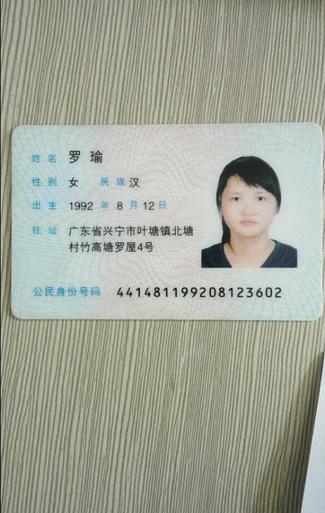 姓名 罗瑜
性别 女 民族 汉
出生 1992 年 8 月 12 日
住址 广东省兴宁市叶塘镇北塘
村竹高塘罗屋4号
公民身份号码 441481199208123602